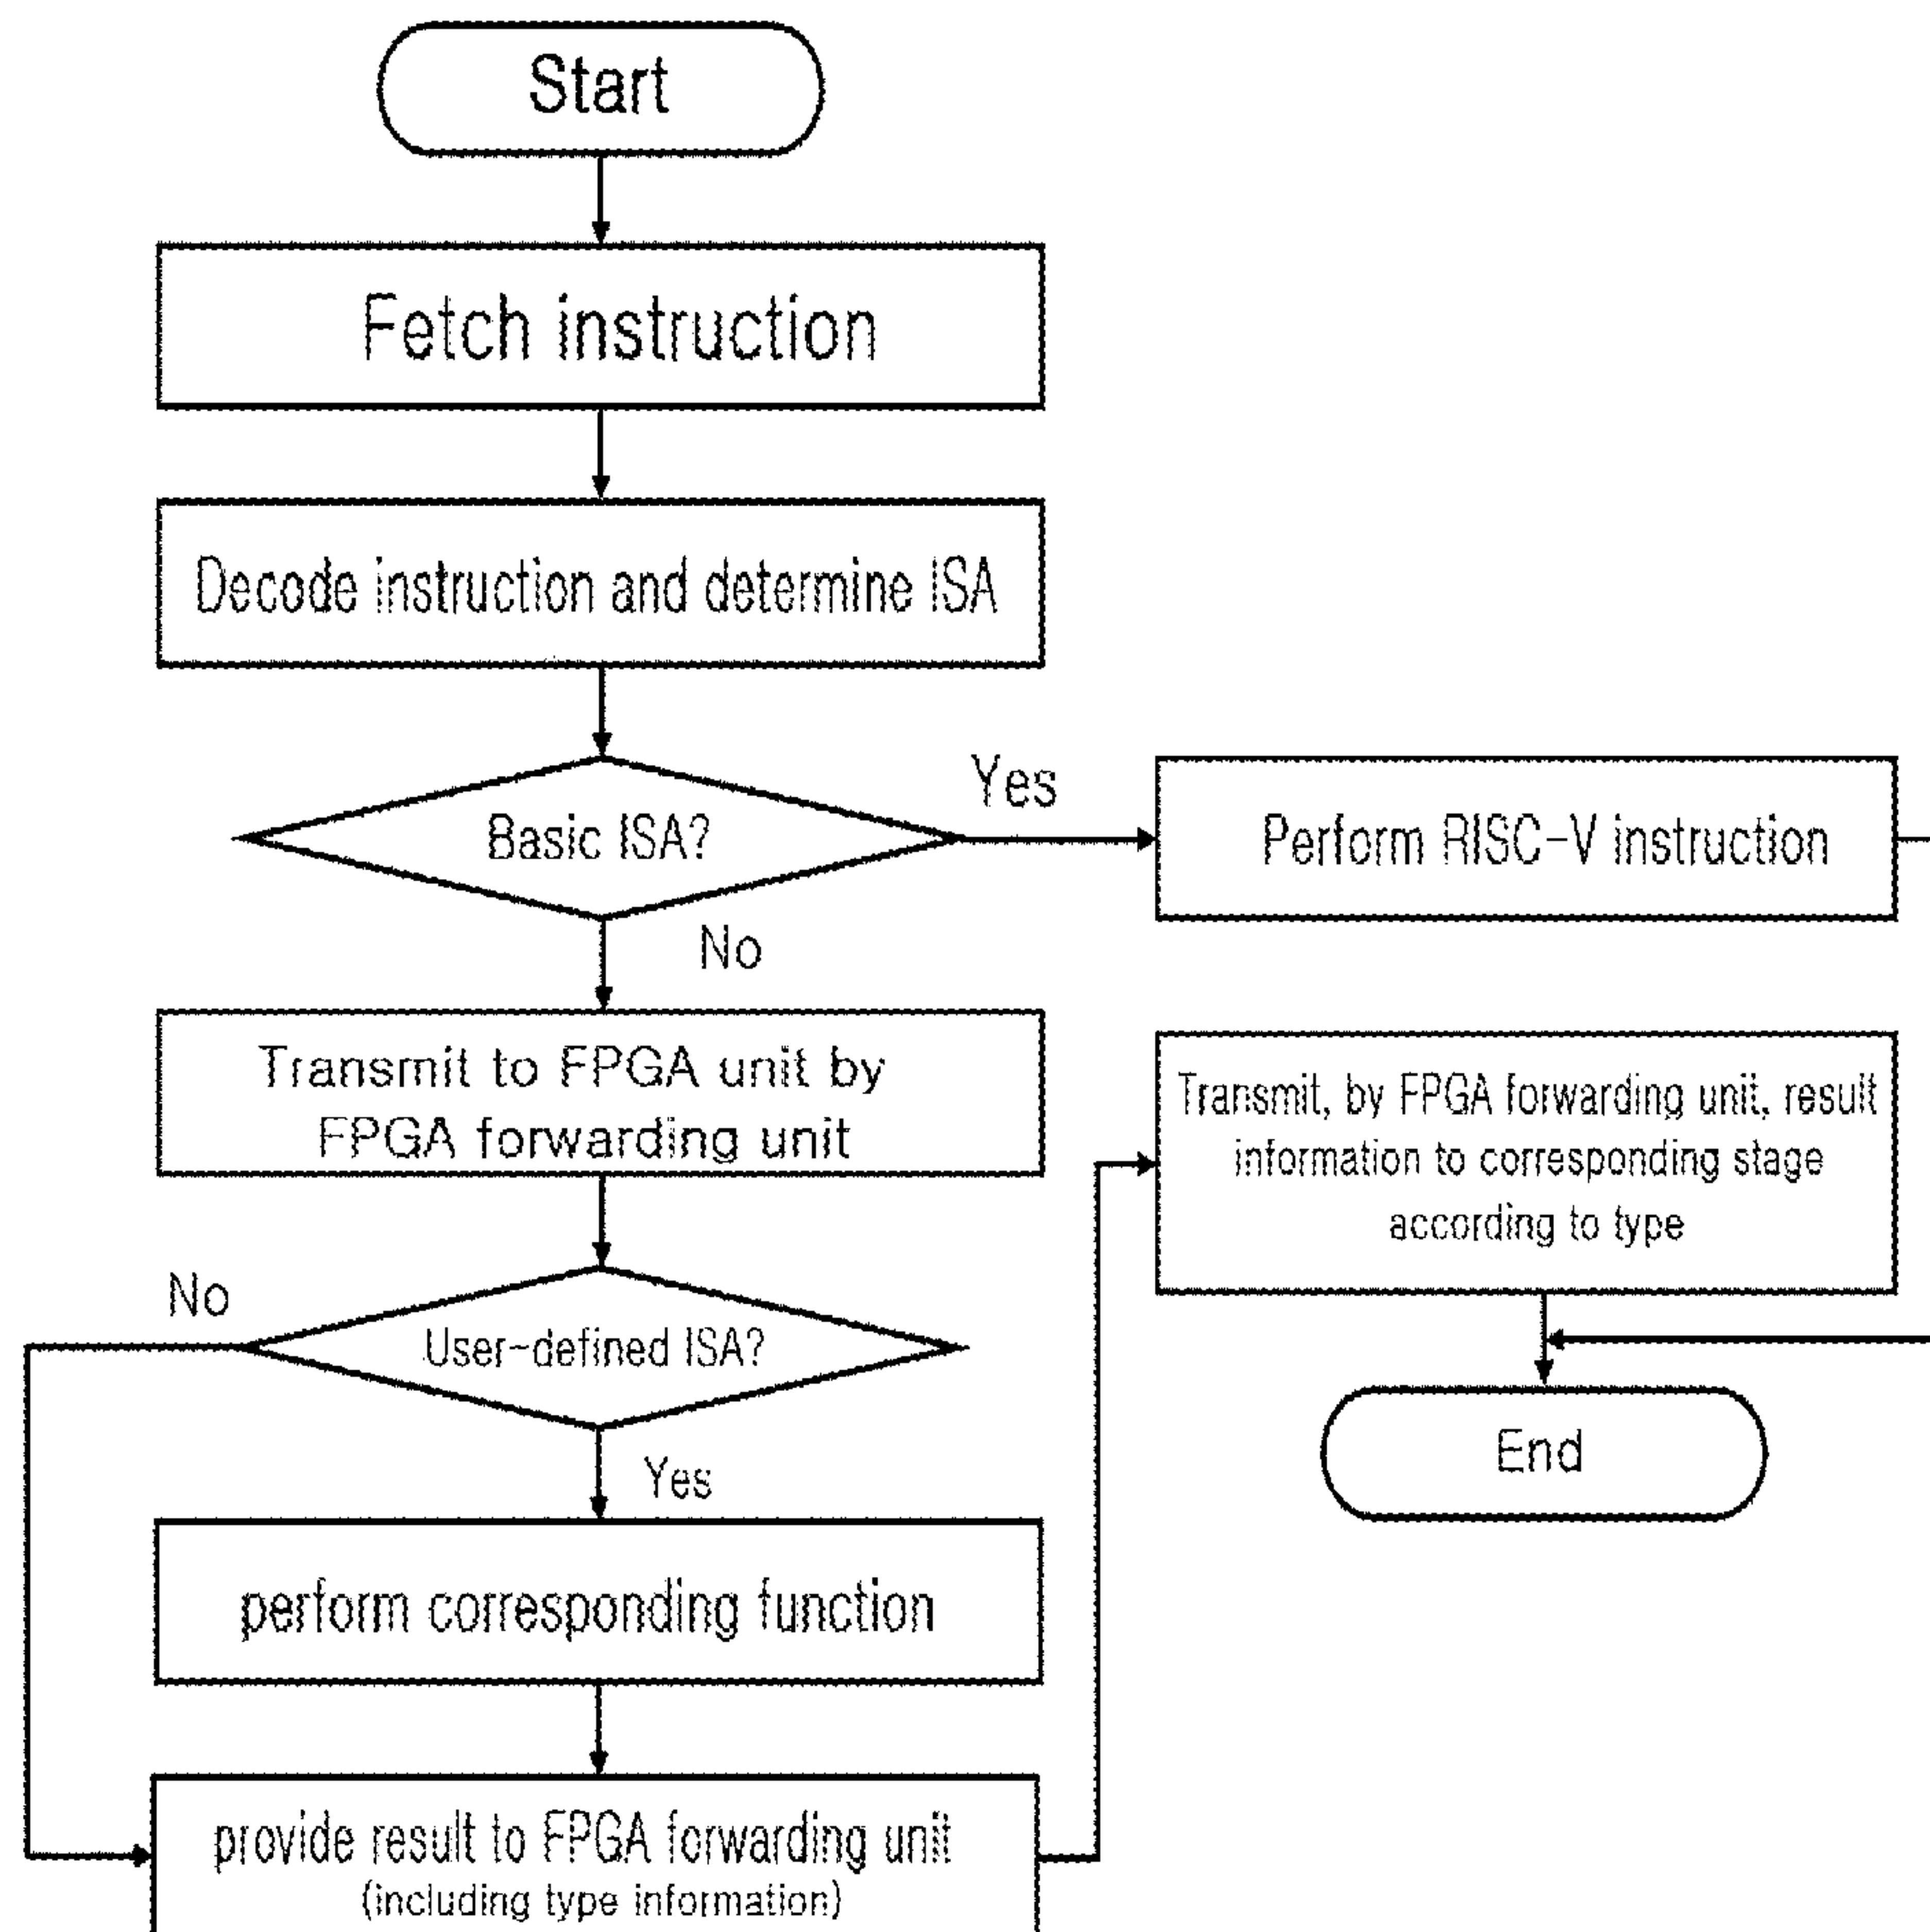 Start
Fetch instruction
Decode instruction and determine ISA
Basic ISA?
Yes
Perform RISC-V instruction
No
Transmit to FPGA unit by
FPGA forwarding unit
Transmit, by FPGA forwarding unit, result
information to corresponding stage
according to type
No
User-defined ISA?
Yes
End
perform corresponding function
provide result to FPGA forwarding unit
(including type information)